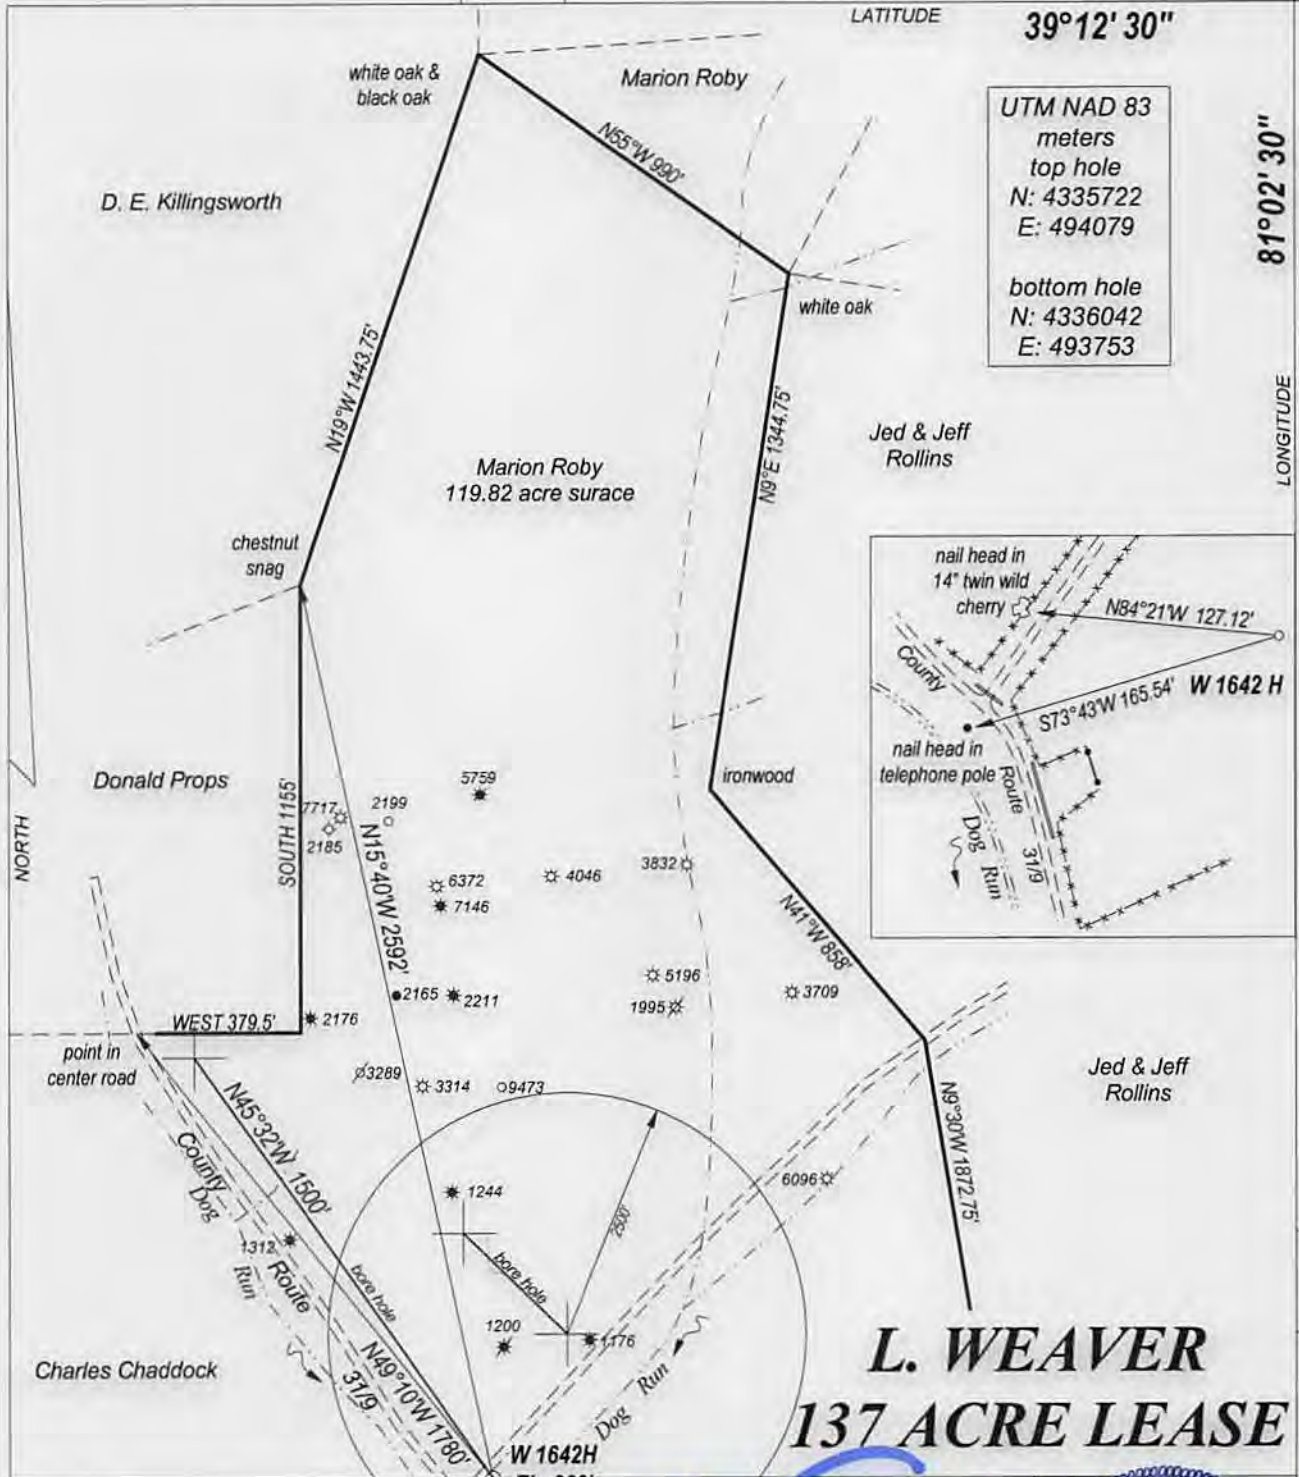 LATITUDE
39°12' 30"
white oak &
black oak
Marion Roby
UTM NAD 83
meters
top hole
N: 4335722
E: 494079
bottom hole
N: 4336042
E: 493753
81°02' 30"
LONGITUDE
N55°W 990'
D. E. Killingsworth
white oak
N19°W 1443.75'
N9°E 1344.75'
Jed & Jeff
Rollins
Marion Roby
119.82 acre surace
chestnut
snag
nail head in
14" twin wild
cherry
N84°21'W 127.12'
County
S73°43'W 165.54'
W 1642 H
nail head in
telephone pole
Route
31/9
Dog Run
Donald Props
NORTH
SOUTH 1155'
7717
2199
2185
5759
ironwood
N15°40'W 2592'
6372
4046
3832
7146
N41°W 858'
2165
2211
5196
1995
3709
WEST 379.5'
2176
point in
center road
3289
3314
9473
Jed & Jeff
Rollins
N45°32'W 1500'
County
Dog
N9°30'W 1872.75'
6096
1244
2500'
1312
Run
Route
bore hole
bore hole
1200
1176
Charles Chaddock
31/9
N49°10'W 1780'
Dog Run
L. WEAVER
137 ACRE LEASE
W 1642H